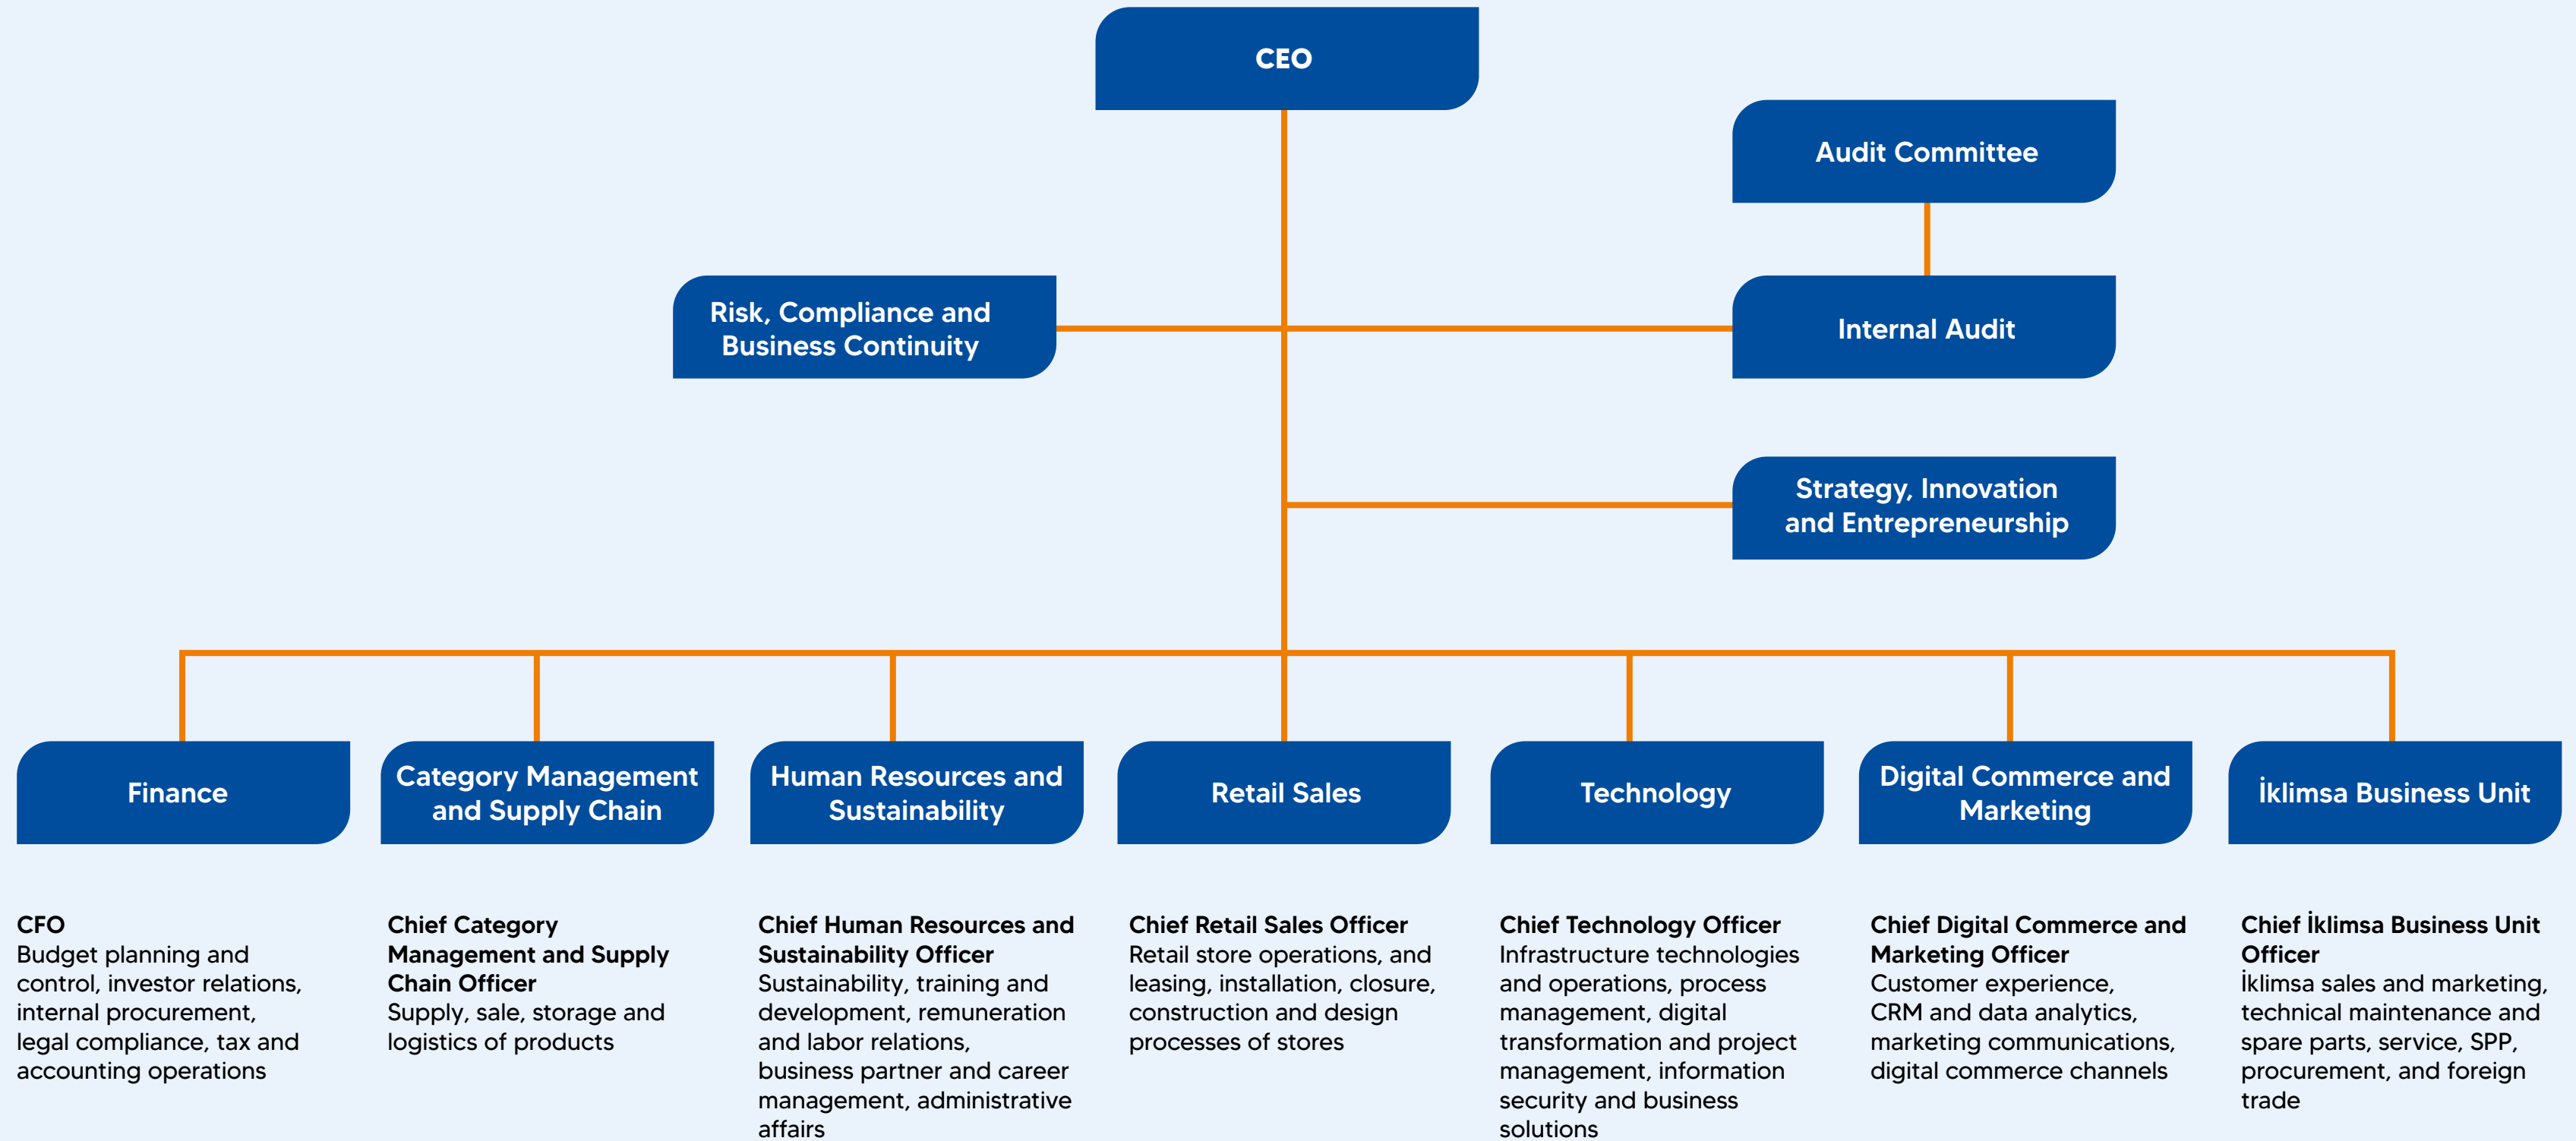 CEO
Audit Committee
Risk, Compliance and
Business Continuity
Internal Audit
Strategy, Innovation
and Entrepreneurship
Finance
Category Management
and Supply Chain
Human Resources and
Sustainability
Retail Sales
Technology
Digital Commerce and
Marketing
İklimsa Business Unit
CFO
Budget planning and
control, investor relations,
internal procurement,
legal compliance, tax and
accounting operations
Chief Category
Management and Supply
Chain Officer
Supply, sale, storage and
logistics of products
Chief Human Resources and
Sustainability Officer
Sustainability, training and
development, remuneration
and labor relations,
business partner and career
management, administrative
affairs
Chief Retail Sales Officer
Retail store operations, and
leasing, installation, closure,
construction and design
processes of stores
Chief Technology Officer
Infrastructure technologies
and operations, process
management, digital
transformation and project
management, information
security and business
solutions
Chief Digital Commerce and
Marketing Officer
Customer experience,
CRM and data analytics,
marketing communications,
digital commerce channels
Chief İklimsa Business Unit
Officer
İklimsa sales and marketing,
technical maintenance and
spare parts, service, SPP,
procurement, and foreign
trade